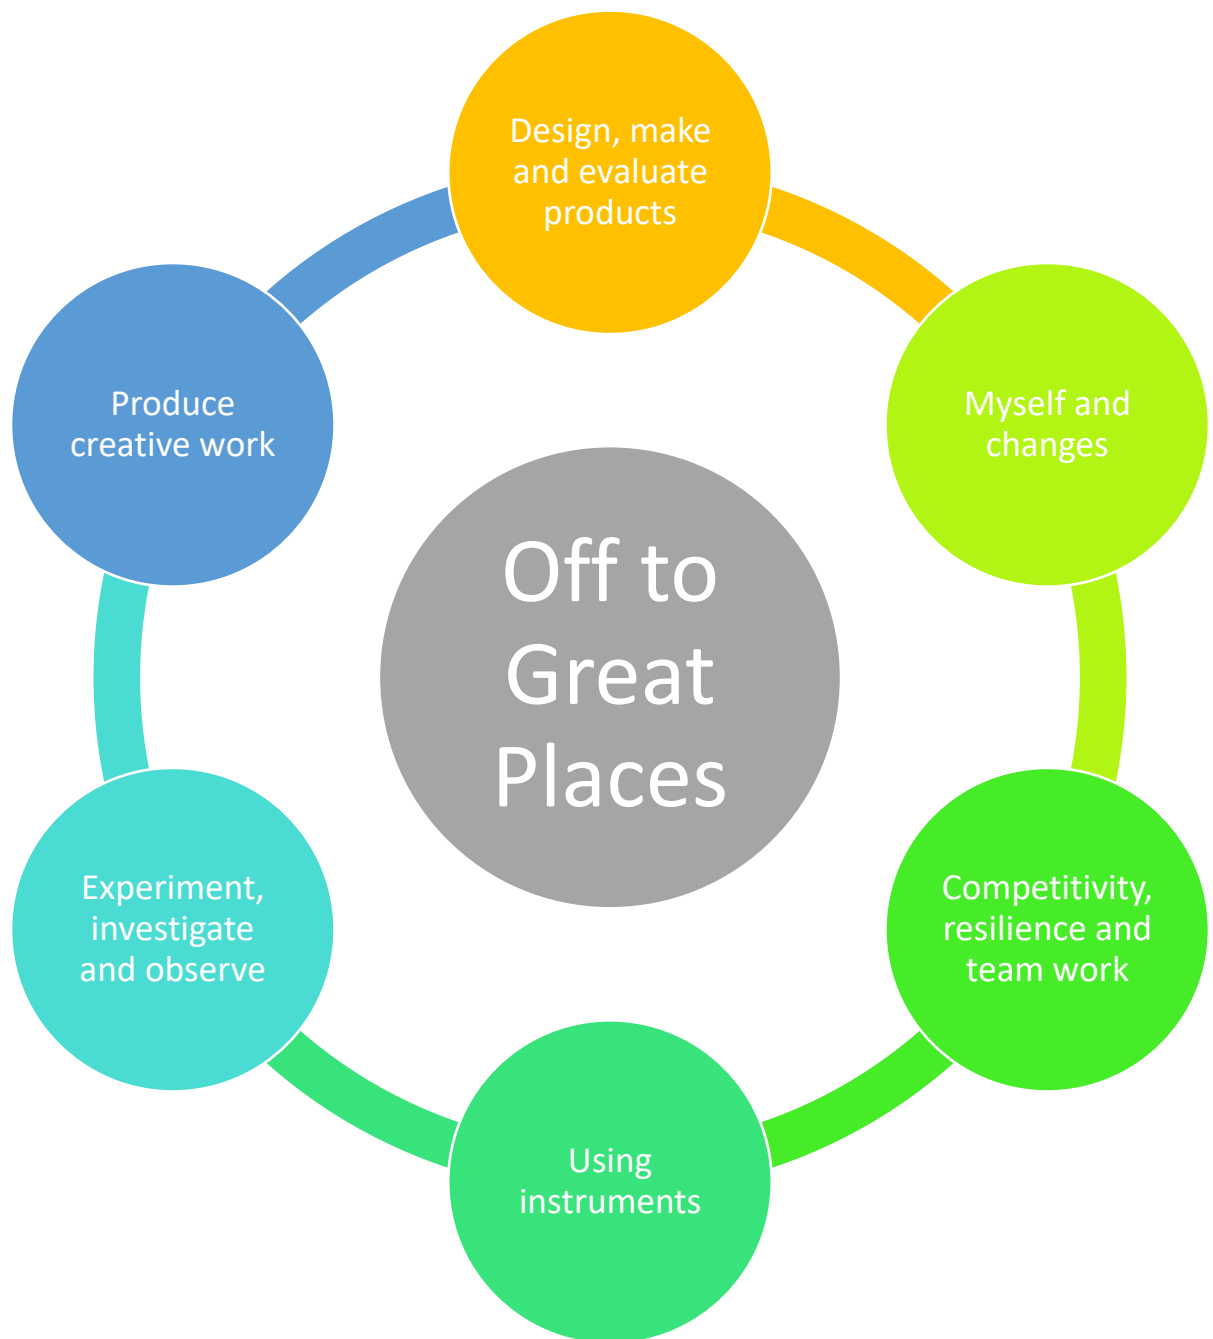 Design, make
and evaluate
products
Myself and
changes
Competitivity,
resilience and
team work
Using
instruments
Experiment,
investigate
and observe
Produce
creative work
Off to
Great
Places